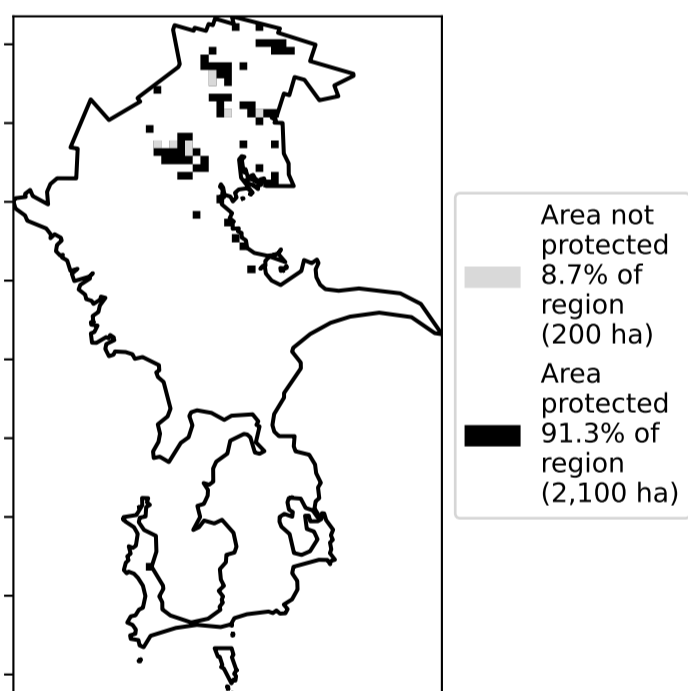 Area not
protected
8.7% of
region
(200 ha)
Area
protected
91.3% of
region
(2,100 ha)